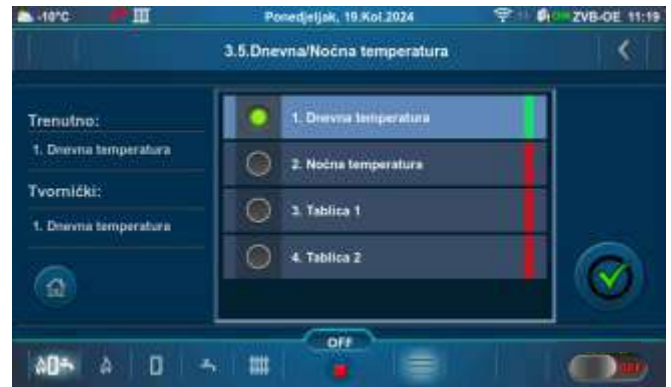 -10°C Ponedjeljak, 19.Kol.2024 ZVB-OE 11:19
3.5.Dnevna/Noćna temperatura
Trenutno:
1. Dnevna temperatura
Tvornički:
1. Dnevna temperatura
1. Dnevna temperatura
2. Noćna temperatura
3. Tablica 1
4. Tablica 2
OFF
OFF